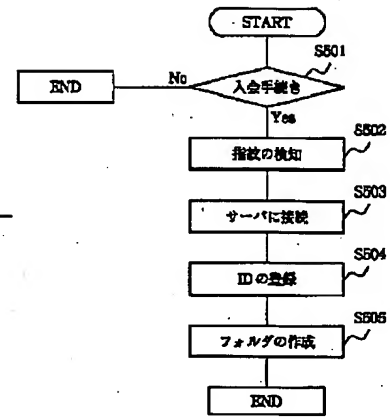 START
S501
入会手続き
No
END
Yes
S502
指紋の検知
S503
サーバに接続
S504
IDの登録
S505
フォルダの作成
END